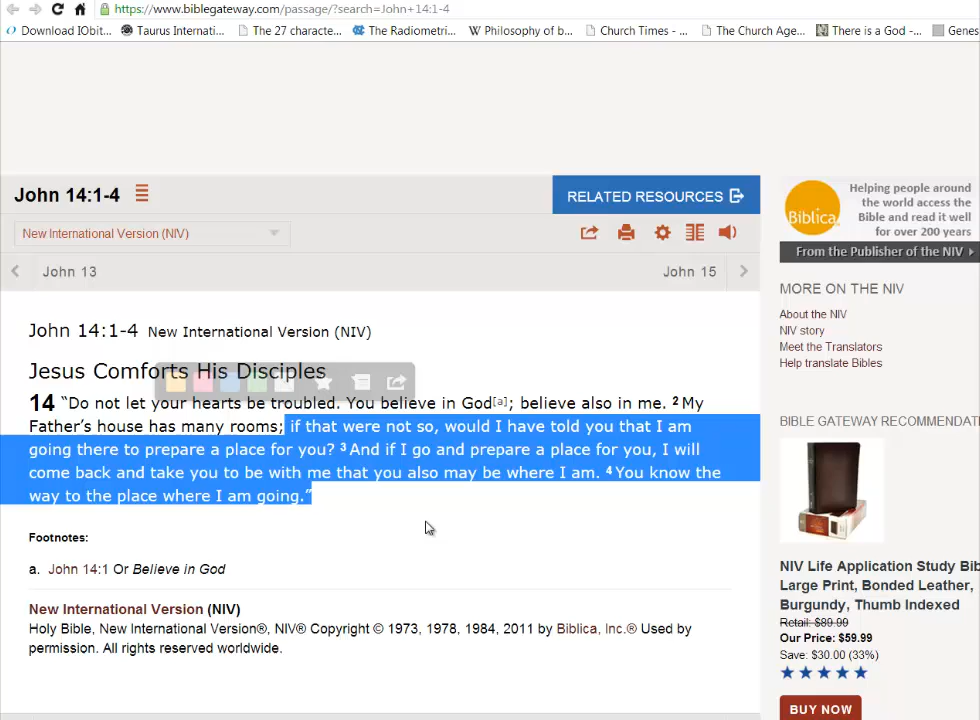 https://www.biblegateway.com/passage/?search=John+14:1-4
Download IObit... Taurus Internati... The 27 characte... The Radiometri... Philosophy of b... Church Times - ... The Church Age... There is a God -... Genes
John 14:1-4
RELATED RESOURCES
New International Version (NIV)
John 13
John 15
John 14:1-4 New International Version (NIV)
Jesus Comforts His Disciples
14 “Do not let your hearts be troubled. You believe in God[a]; believe also in me. 2 My
Father’s house has many rooms; if that were not so, would I have told you that I am
going there to prepare a place for you? 3 And if I go and prepare a place for you, I will
come back and take you to be with me that you also may be where I am. 4 You know the
way to the place where I am going.”
Footnotes:
a. John 14:1 Or Believe in God
New International Version (NIV)
Holy Bible, New International Version®, NIV® Copyright © 1973, 1978, 1984, 2011 by Biblica, Inc.® Used by
permission. All rights reserved worldwide.
Biblica
Helping people around
the world access the
Bible and read it well
for over 200 years
From the Publisher of the NIV
MORE ON THE NIV
About the NIV
NIV story
Meet the Translators
Help translate Bibles
BIBLE GATEWAY RECOMMENDAT
NIV Life Application Study Bib
Large Print, Bonded Leather,
Burgundy, Thumb Indexed
Retail: $89.99
Our Price: $59.99
Save: $30.00 (33%)
BUY NOW